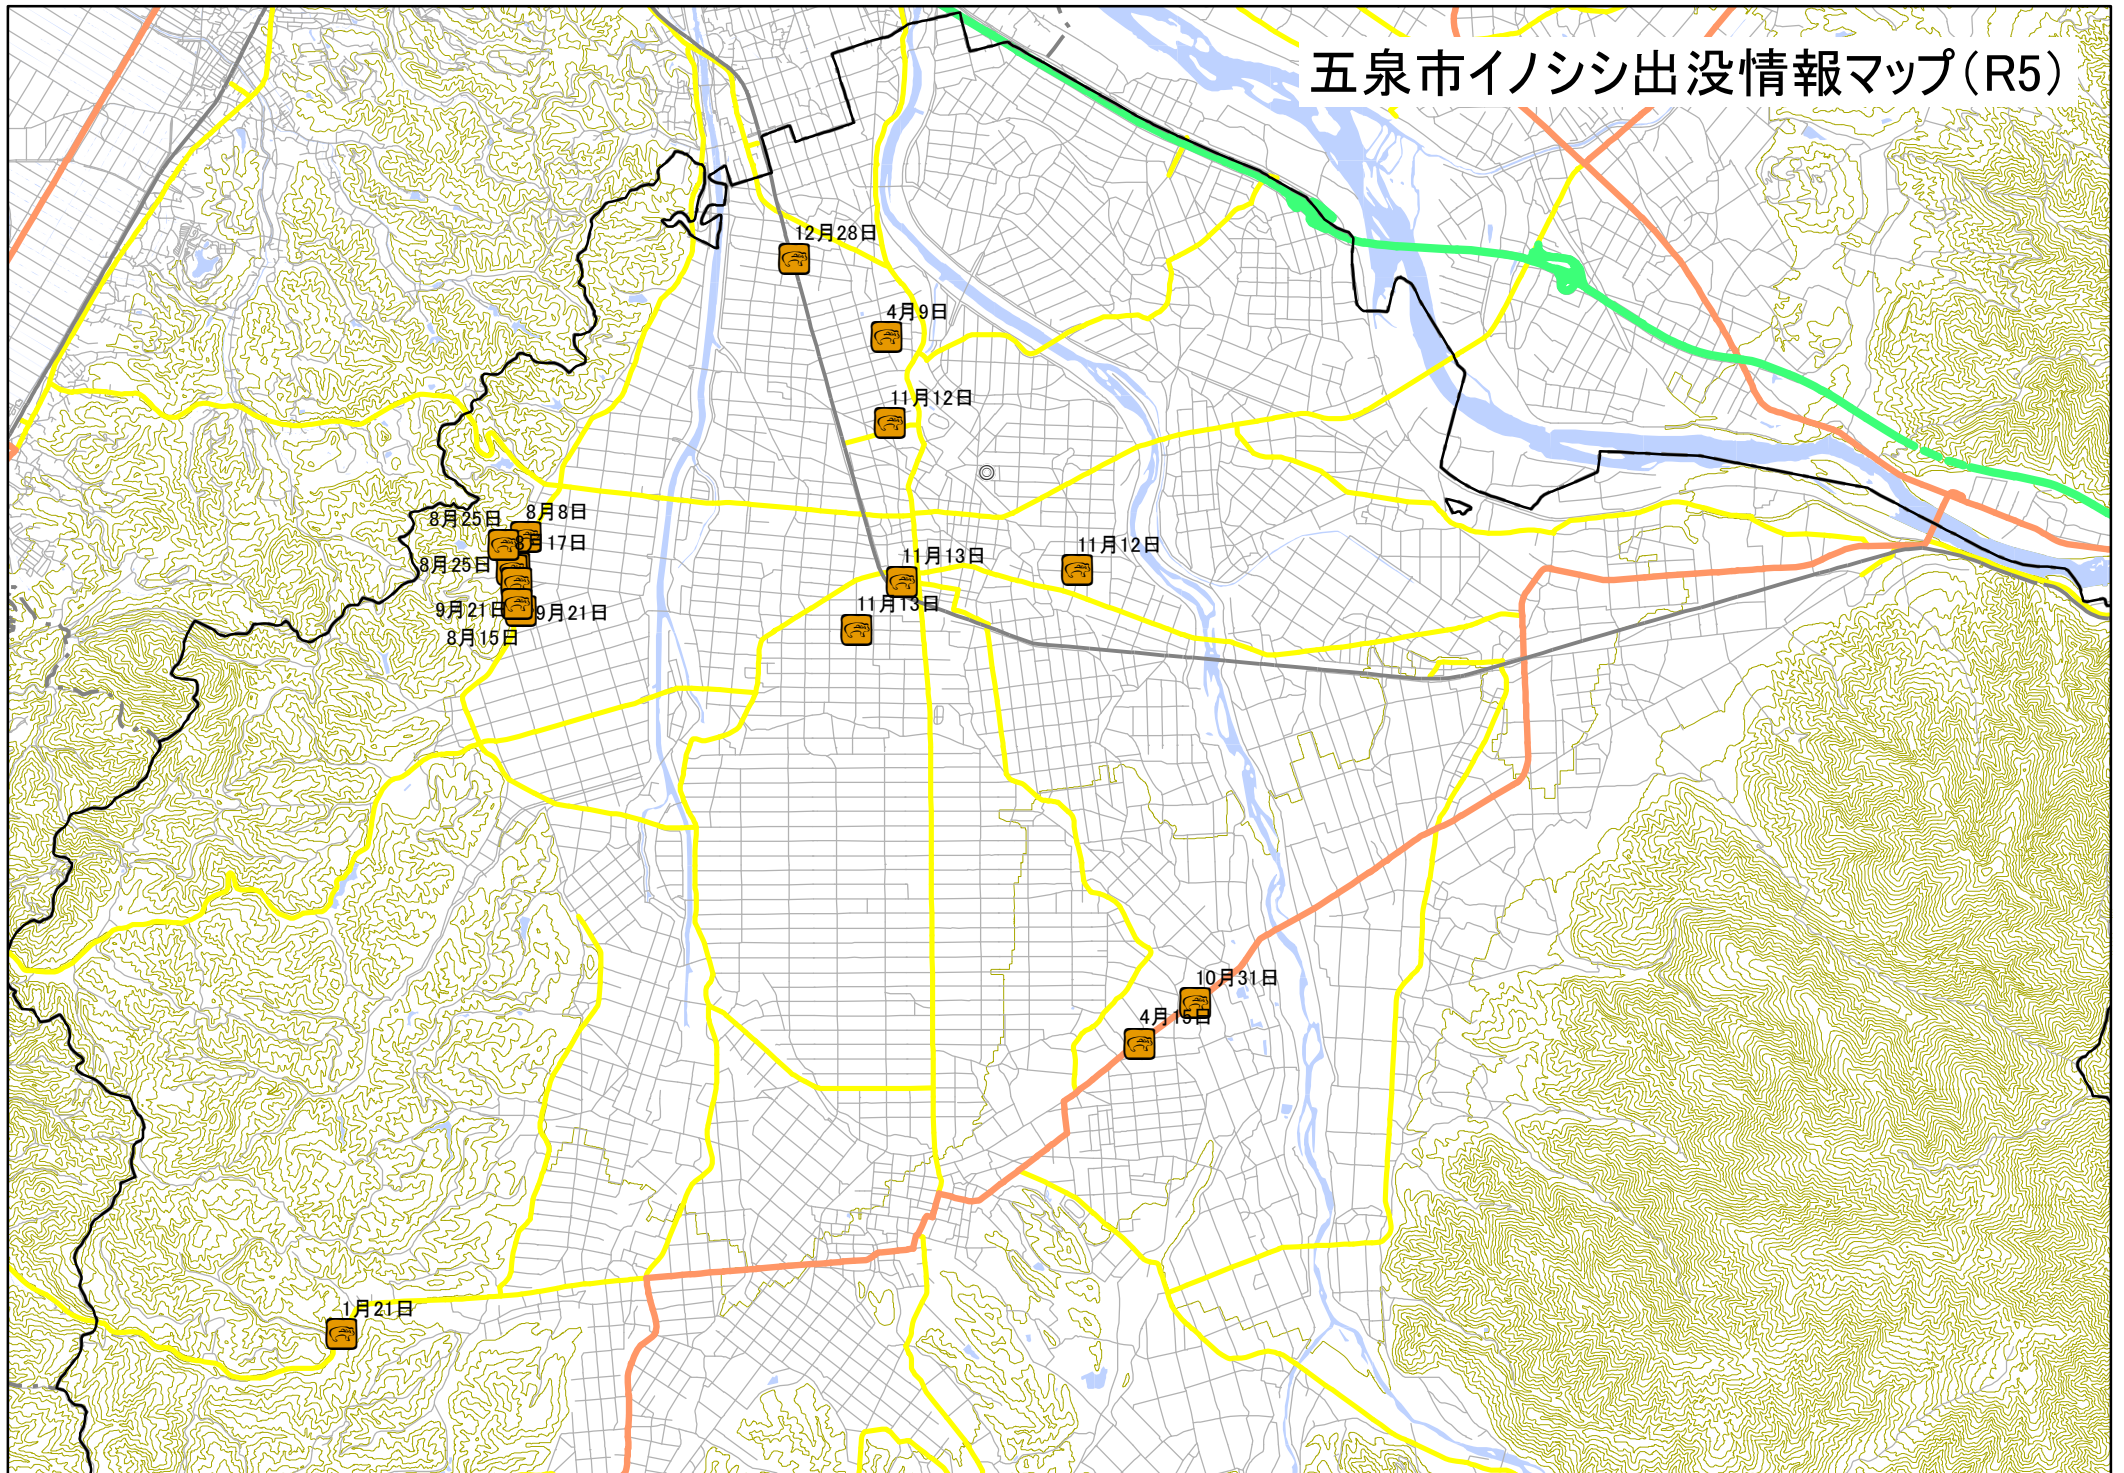 五泉市イノシシ出没情報マップ（R5）
12月28日
4月9日
11月12日
8月25日
8月8日
8月17日
8月25日
9月21日
9月21日
8月15日
11月13日
11月12日
11月13日
10月31日
4月15日
1月21日